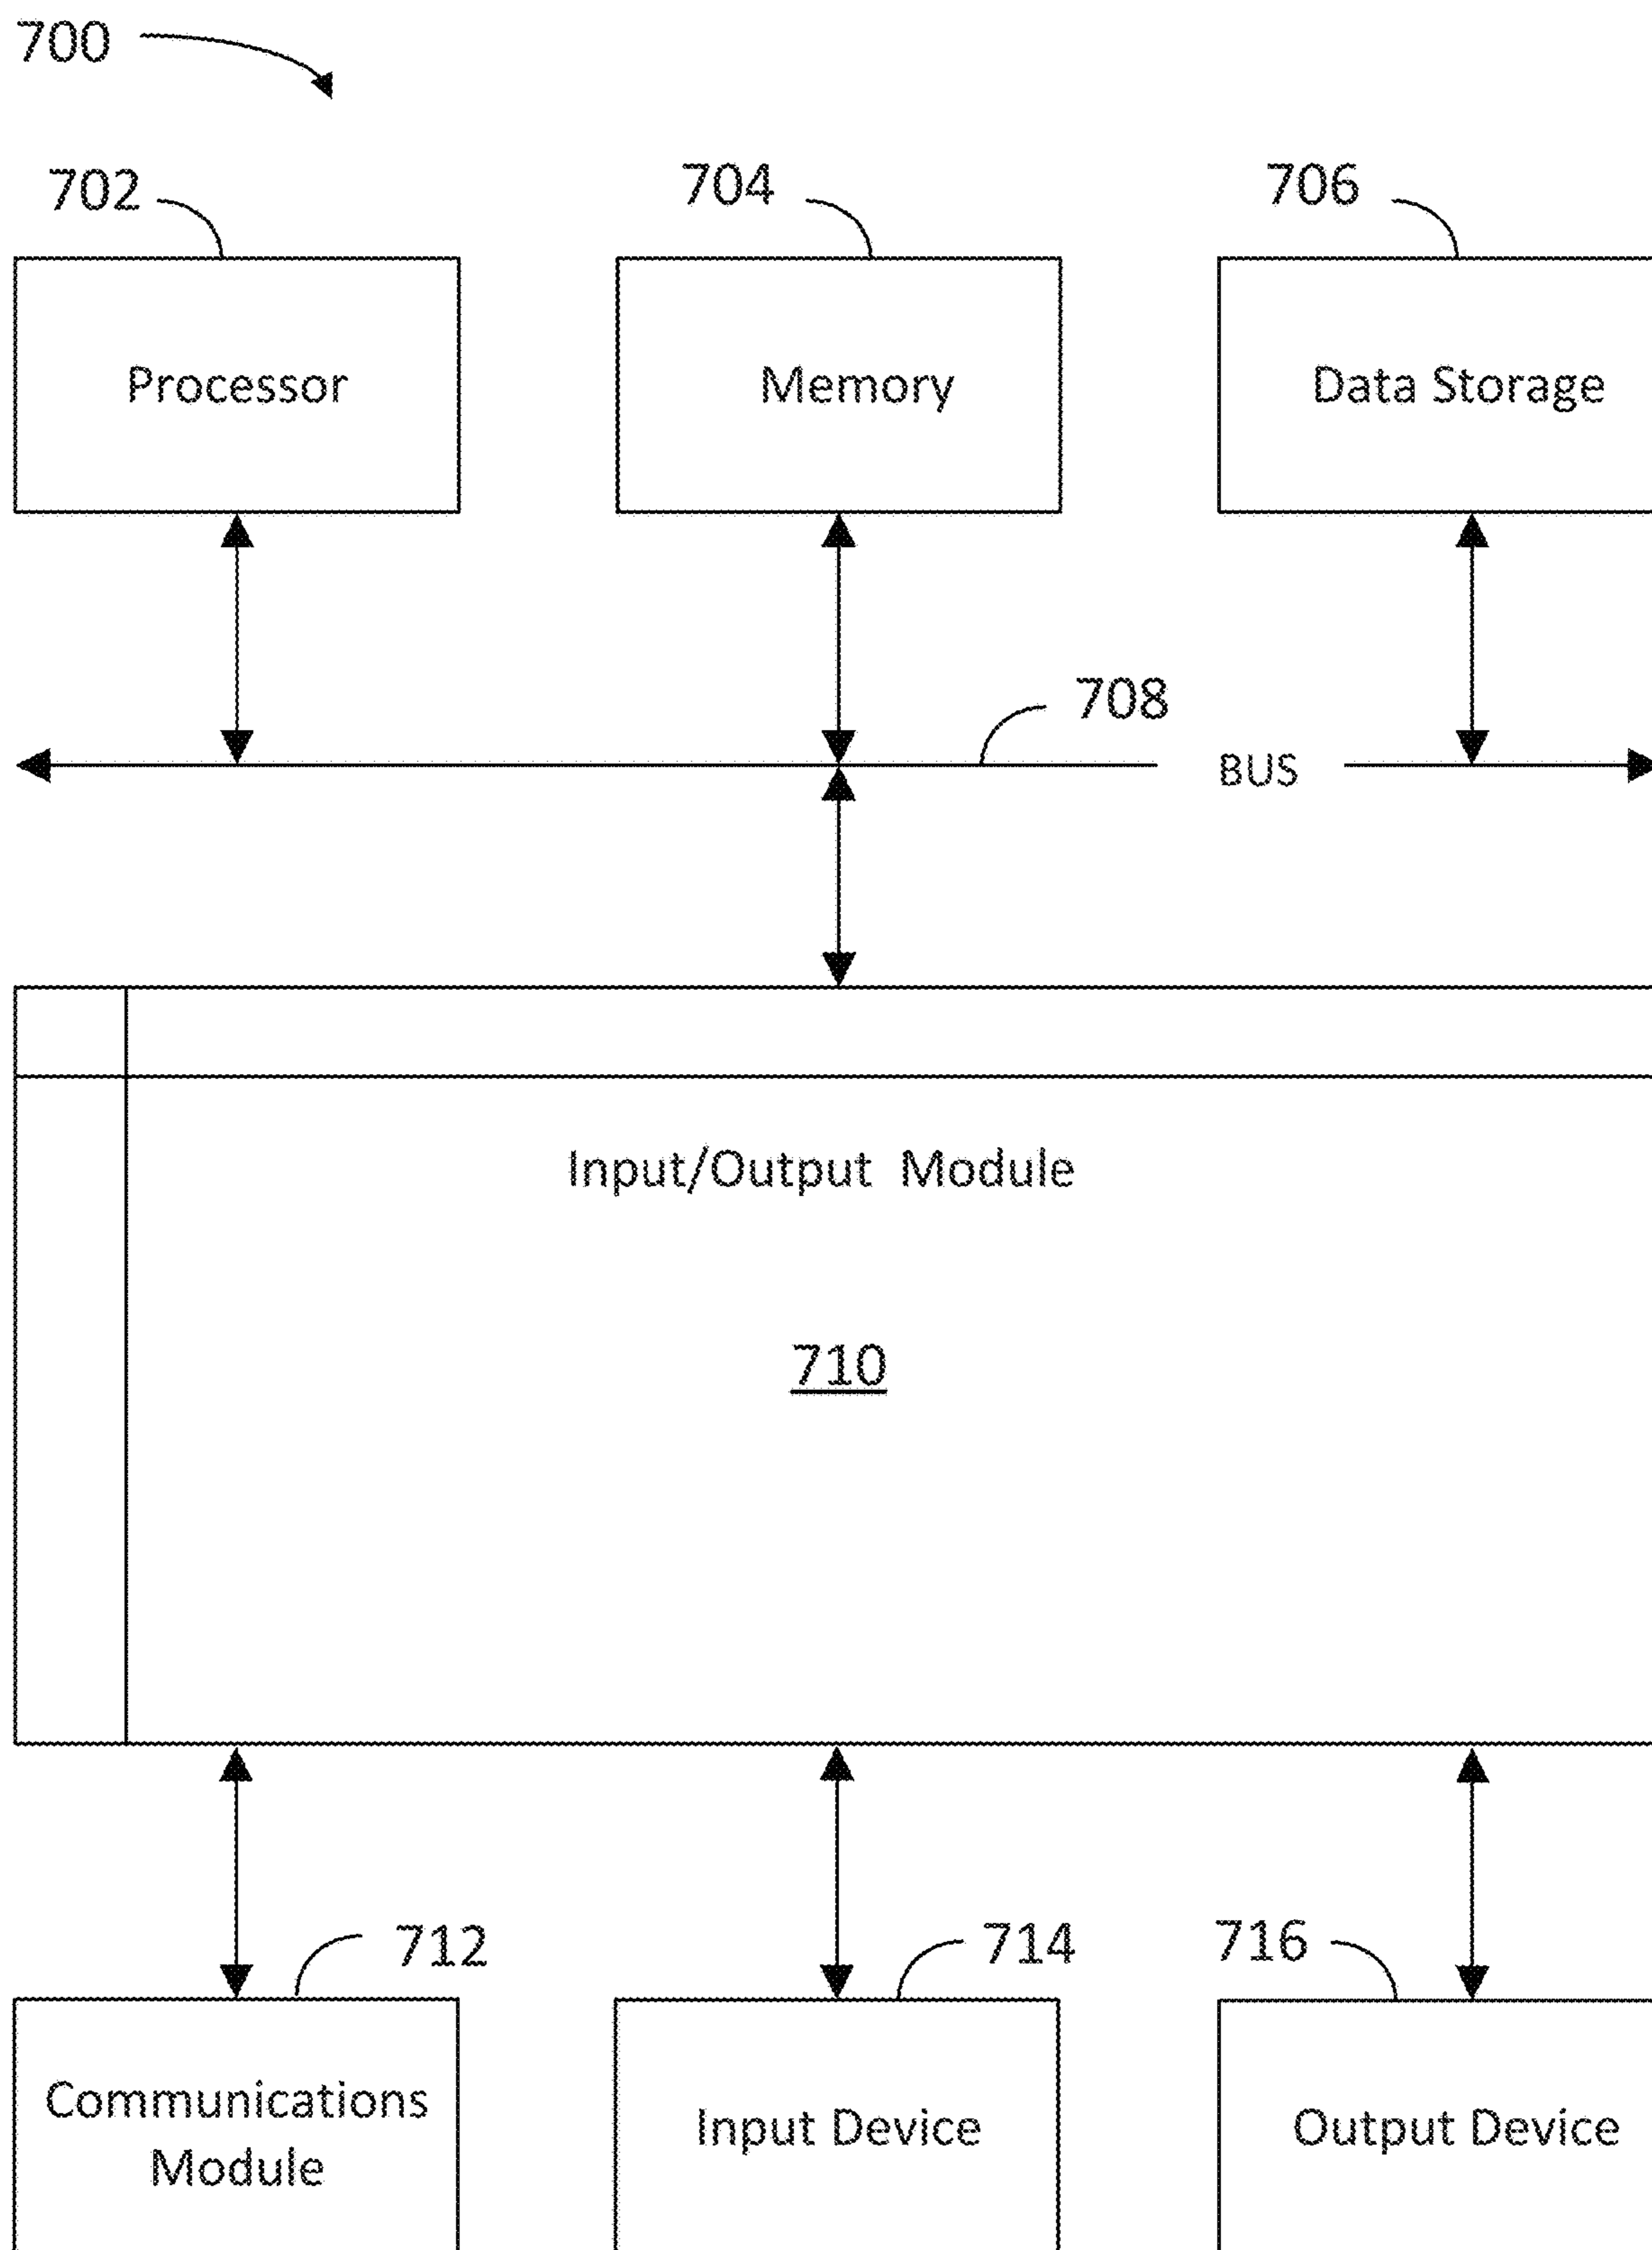 700
702
704
706
Processor
Memory
Data Storage
708
BUS
Input/Output Module
710
712
714
716
Communications
Module
Input Device
Output Device